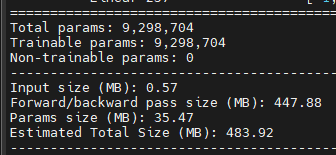 ================================================================
Total params: 9,298,704
Trainable params: 9,298,704
Non-trainable params: 0
----------------------------------------------------------------
Input size (MB): 0.57
Forward/backward pass size (MB): 447.88
Params size (MB): 35.47
Estimated Total Size (MB): 483.92
----------------------------------------------------------------